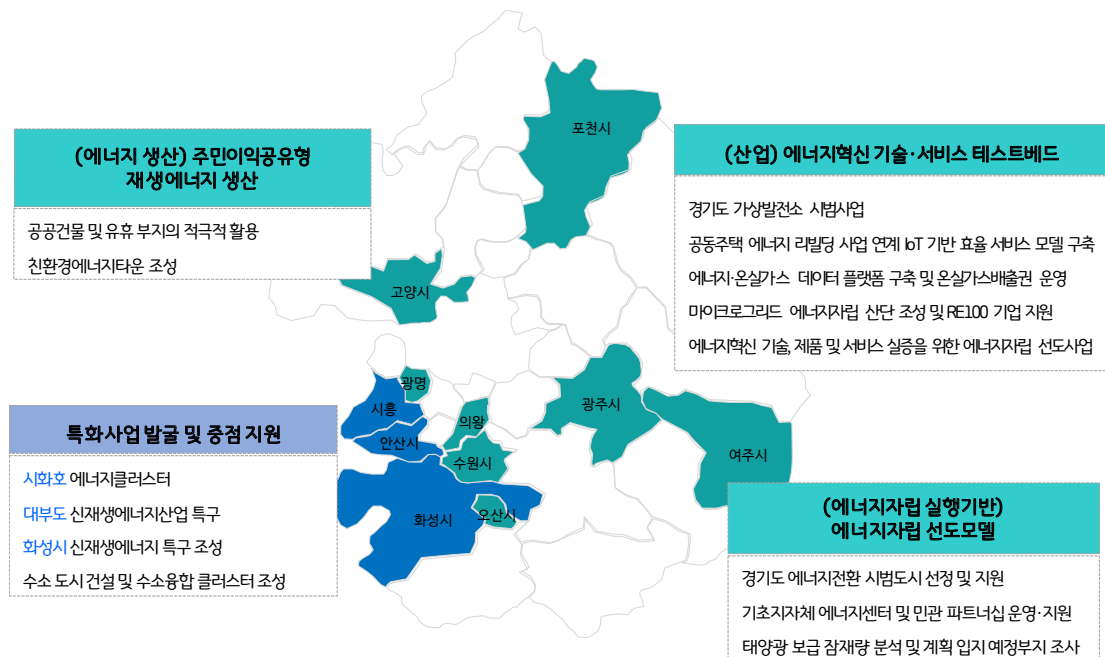 포천시
(에너지 생산) 주민이익공유형
재생에너지 생산
공공건물 및 유휴 부지의 적극적 활용
친환경에너지타운 조성
(산업) 에너지혁신 기술·서비스 테스트베드
경기도 가상발전소 시범사업
공동주택 에너지 리빌딩 사업 연계 IoT 기반 효율 서비스 모델 구축
에너지·온실가스 데이터 플랫폼 구축 및 온실가스배출권 운영
마이크로그리드 에너지자립 산단 조성 및 RE100 기업 지원
에너지혁신 기술, 제품 및 서비스 실증을 위한 에너지자립 선도사업
고양시
광명
시흥
의왕
광주시
안산시
수원시
여주시
화성시
오산시
특화사업 발굴 및 중점 지원
시화호 에너지클러스터
대부도 신재생에너지산업 특구
화성시 신재생에너지 특구 조성
수소 도시 건설 및 수소융합 클러스터 조성
(에너지자립 실행기반)
에너지자립 선도모델
경기도 에너지전환 시범도시 선정 및 지원
기초지자체 에너지센터 및 민관 파트너십 운영·지원
태양광 보급 잠재량 분석 및 계획 입지 예정부지 조사